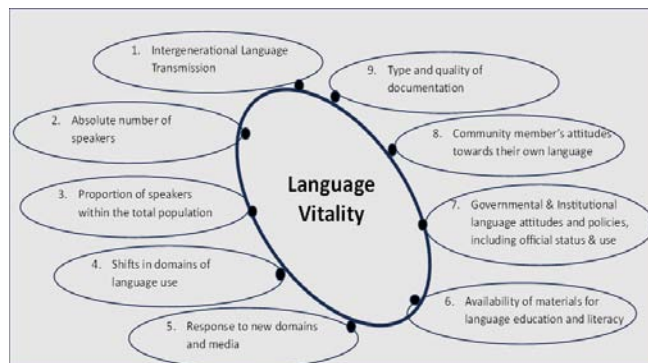 1. Intergenerational Language
Transmission
2. Absolute number of
speakers
3. Proportion of speakers
within the total population
4. Shifts in domains of
language use
5. Response to new domains
and media
6. Availability of materials for
language education and literacy
7. Governmental & Institutional
language attitudes and policies,
including official status & use
8. Community member's attitudes
towards their own language
9. Type and quality of
documentation
Language
Vitality